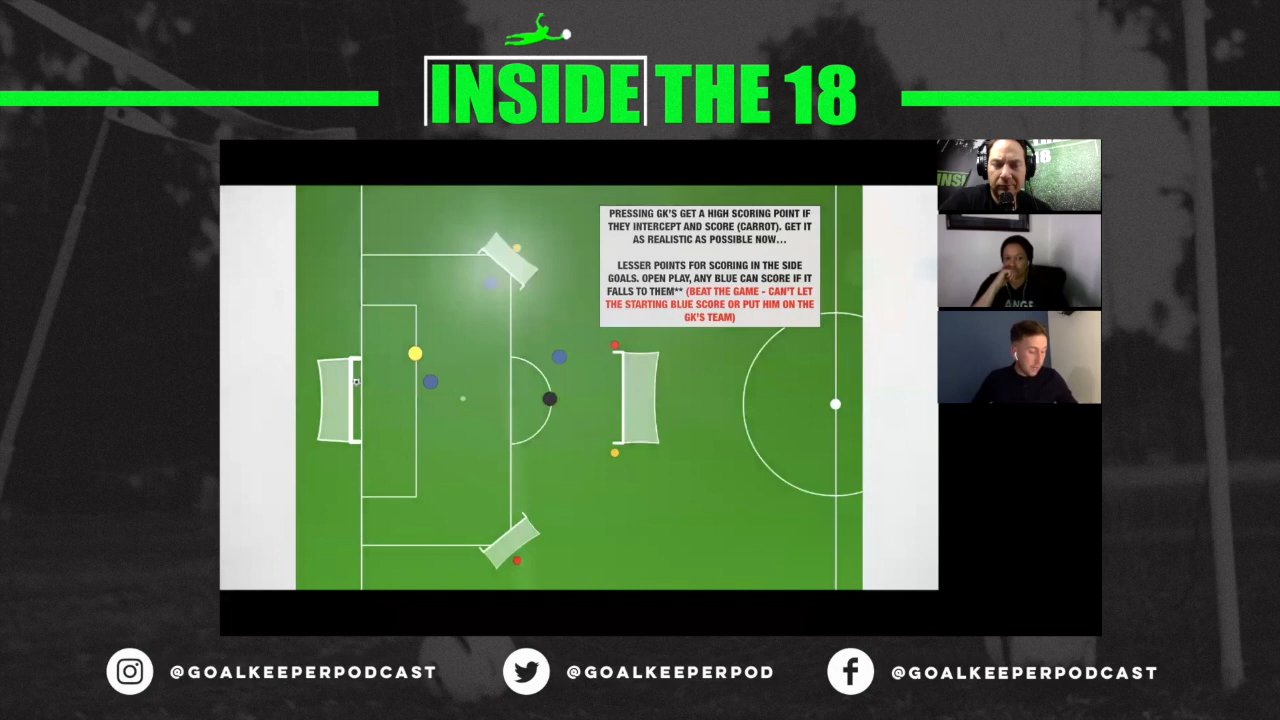 INSIDE THE 18
PRESSING GK'S GET A HIGH SCORING POINT IF
THEY INTERCEPT AND SCORE (CARROT). GET IT
AS REALISTIC AS POSSIBLE NOW...
LESSER POINTS FOR SCORING IN THE SIDE
GOALS. OPEN PLAY, ANY BLUE CAN SCORE IF IT
FALLS TO THEM** (BEAT THE GAME - CAN'T LET
THE STARTING BLUE SCORE OR PUT HIM ON THE
GK'S TEAM)
18
INSI
@GOALKEEPERPODCAST
@GOALKEEPERPOD
@GOALKEEPERPODCAST